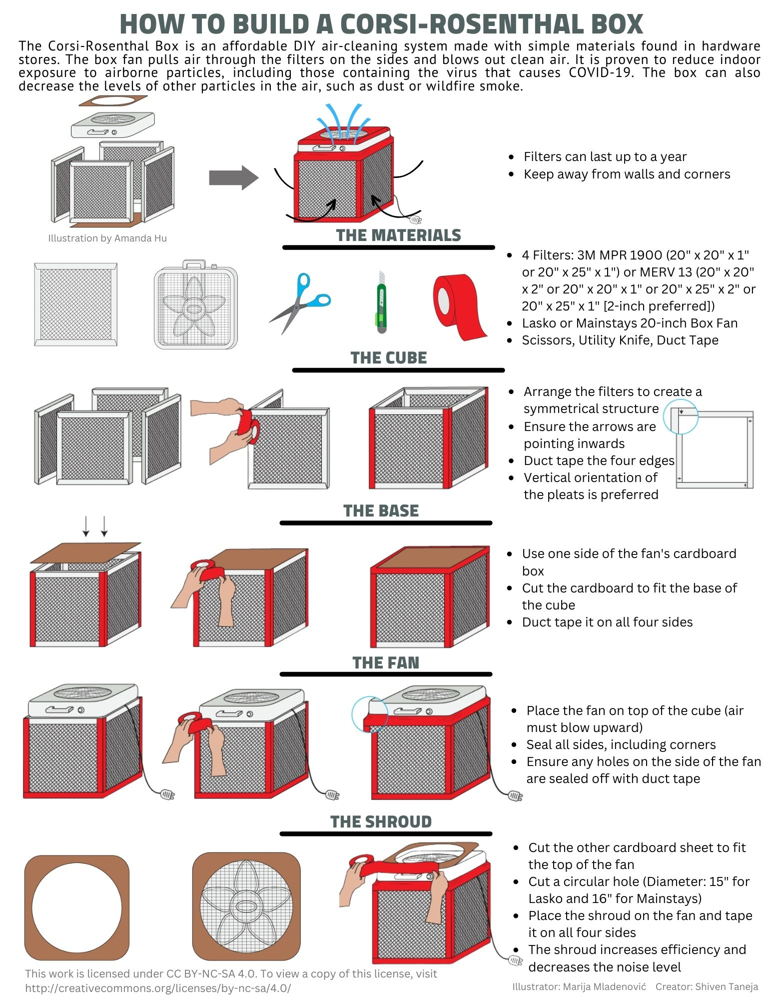 HOW TO BUILD A CORSI-ROSENTHAL BOX
The Corsi-Rosenthal Box is an affordable DIY air-cleaning system made with simple materials found in hardware
stores. The box fan pulls air through the filters on the sides and blows out clean air. It is proven to reduce indoor
exposure to airborne particles, including those containing the virus that causes COVID-19. The box can also
decrease the levels of other particles in the air, such as dust or wildfire smoke.
• Filters can last up to a year
• Keep away from walls and corners
Illustration by Amanda Hu
THE MATERIALS
• 4 Filters: 3M MPR 1900 (20" x 20" x 1"
or 20" x 25" x 1") or MERV 13 (20" x 20"
x 2" or 20" x 20" x 1" or 20" x 25" x 2" or
20" x 25" x 1" [2-inch preferred])
• Lasko or Mainstays 20-inch Box Fan
• Scissors, Utility Knife, Duct Tape
THE CUBE
• Arrange the filters to create a
symmetrical structure
• Ensure the arrows are
pointing inwards
• Duct tape the four edges
• Vertical orientation of
the pleats is preferred
THE BASE
• Use one side of the fan's cardboard
box
• Cut the cardboard to fit the base of
the cube
• Duct tape it on all four sides
THE FAN
• Place the fan on top of the cube (air
must blow upward)
• Seal all sides, including corners
• Ensure any holes on the side of the fan
are sealed off with duct tape
THE SHROUD
• Cut the other cardboard sheet to fit
the top of the fan
• Cut a circular hole (Diameter: 15" for
Lasko and 16" for Mainstays)
• Place the shroud on the fan and tape
it on all four sides
• The shroud increases efficiency and
decreases the noise level
This work is licensed under CC BY-NC-SA 4.0. To view a copy of this license, visit
http://creativecommons.org/licenses/by-nc-sa/4.0/
Illustrator: Marija Mladenović Creator: Shiven Taneja